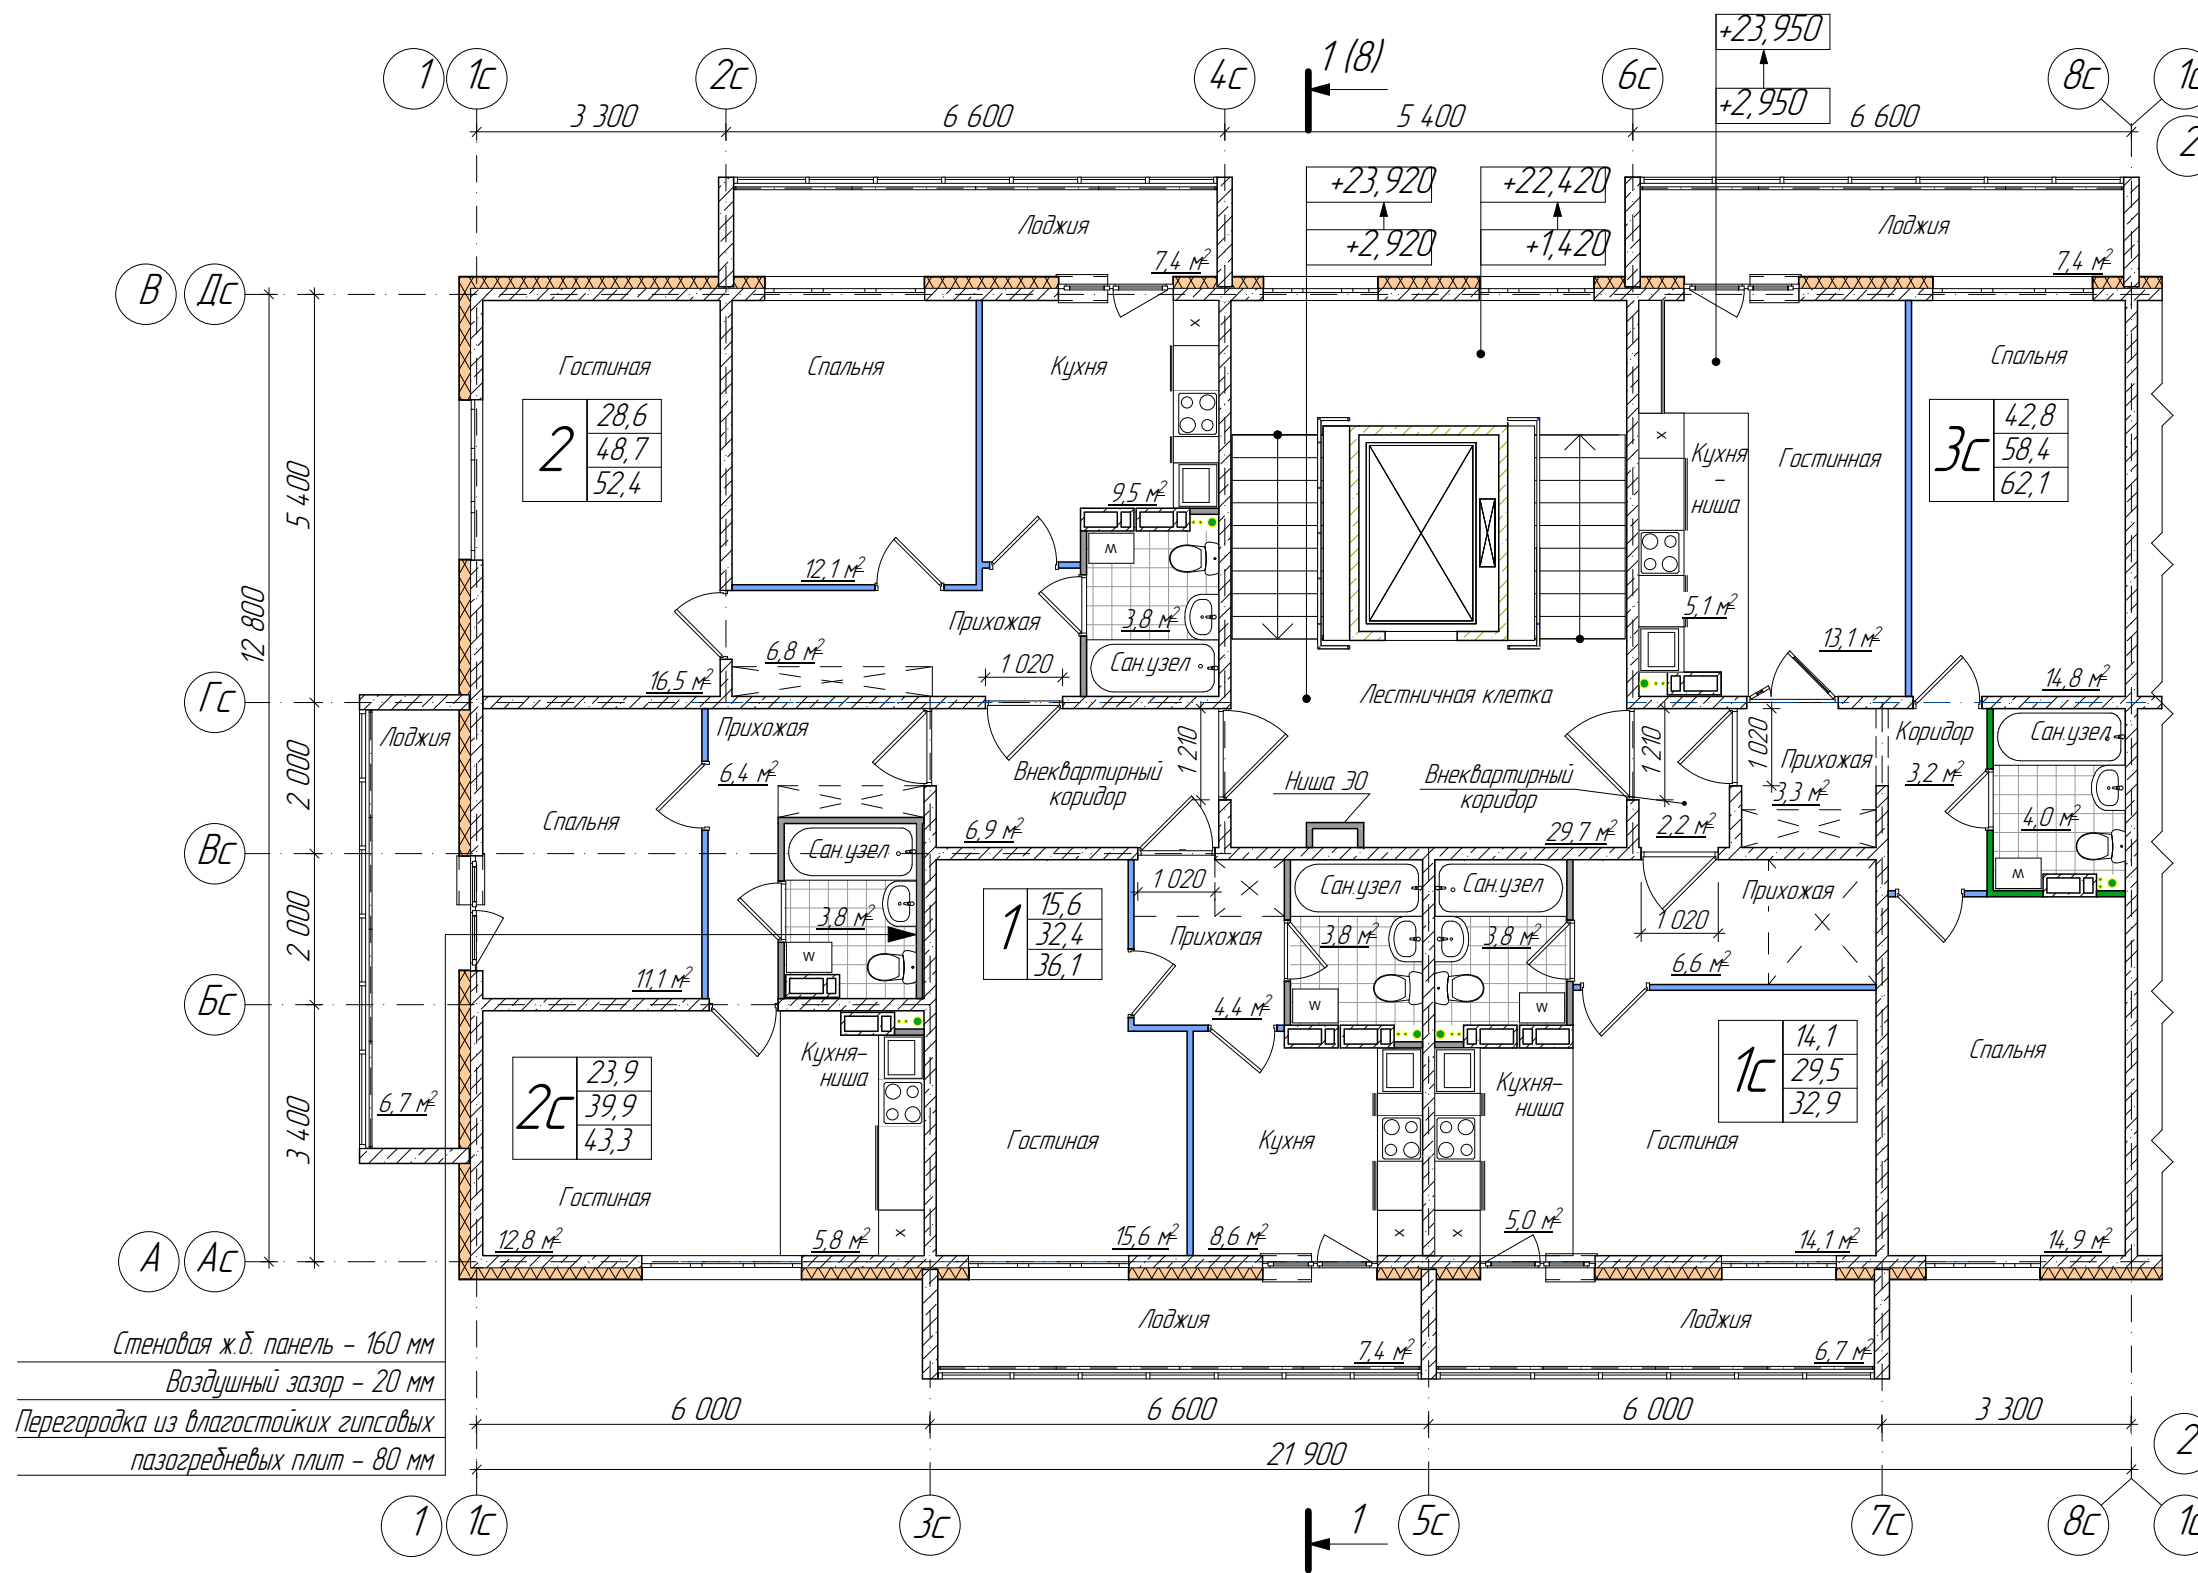 1 (8)
+23,950
+2,950
1
1с
2с
4с
6с
8с
3 300
6 600
5 400
6 600
2
+23,920
+2,920
+22,420
+1,420
Лоджия
7,4 м²
Лоджия
7,4 м²
В
Дс
Гостиная
Спальня
Кухня
х
2
28,6
48,7
52,4
9,5 м²
12,1 м²
W
3,8 м²
Сан.узел
Прихожая
6,8 м²
1 020
16,5 м²
х
Кухня
-
ниша
Гостинная
Спальня
3с
42,8
58,4
62,1
5,1 м²
13,1 м²
14,8 м²
5 400
12 800
Гс
2 000
Вс
2 000
Бс
3 400
А
Ас
Лоджия
6,7 м²
Прихожая
6,4 м²
Спальня
11,1 м²
Сан.узел
3,8 м²
W
Внеквартирный
коридор
6,9 м²
1 210
Лестничная клетка
Ниша ЭО
29,7 м²
Внеквартирный
коридор
1 210
2,2 м²
1 020
Прихожая
3,3 м²
Коридор
3,2 м²
Сан.узел
4,0 м²
W
1
15,6
32,4
36,1
1 020
Прихожая
4,4 м²
Сан.узел
3,8 м²
W
Сан.узел
3,8 м²
W
1 020
Прихожая
6,6 м²
2с
23,9
39,9
43,3
Кухня-
ниша
Гостиная
12,8 м²
5,8 м²
х
Гостиная
15,6 м²
Кухня
8,6 м²
х
х
Кухня-
ниша
5,0 м²
1с
14,1
29,5
32,9
Гостиная
14,1 м²
Спальня
14,9 м²
Лоджия
7,4 м²
Лоджия
6,7 м²
Стеновая ж.б. панель - 160 мм
Воздушный зазор - 20 мм
Перегородка из влагостойких гипсовых
пазогребневых плит - 80 мм
6 000
6 600
6 000
3 300
21 900
2
1
1с
3с
1
5с
7с
8с